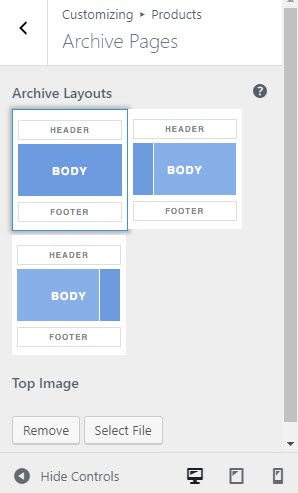 Customizing ▸ Products
Archive Pages
Archive Layouts
HEADER HEADER
BODY BODY
FOOTER FOOTER
HEADER
BODY
FOOTER
Top Image
Remove Select File
Hide Controls